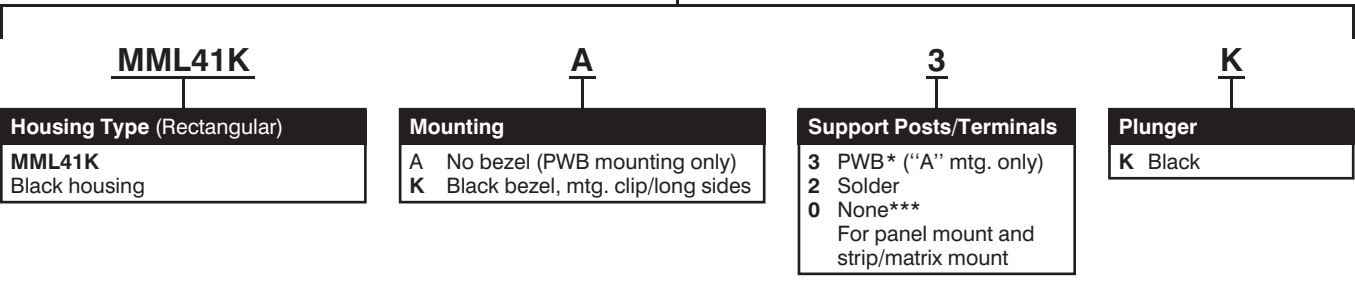 MML41K A 3 K
Housing Type (Rectangular)
MML41K
Black housing
Mounting
A No bezel (PWB mounting only)
K Black bezel, mtg. clip/long sides
Support Posts/Terminals
3 PWB* (''A'' mtg. only)
2 Solder
0 None***
For panel mount and
strip/matrix mount
Plunger
K Black